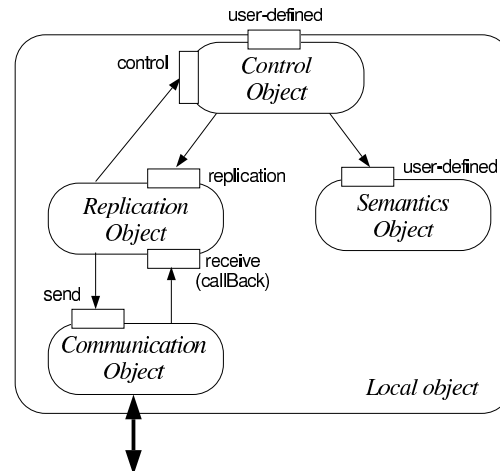 user-defined
control
Control
Object
replication
user-defined
Replication
Object
Semantics
Object
receive
(callBack)
send
Communication
Object
Local object